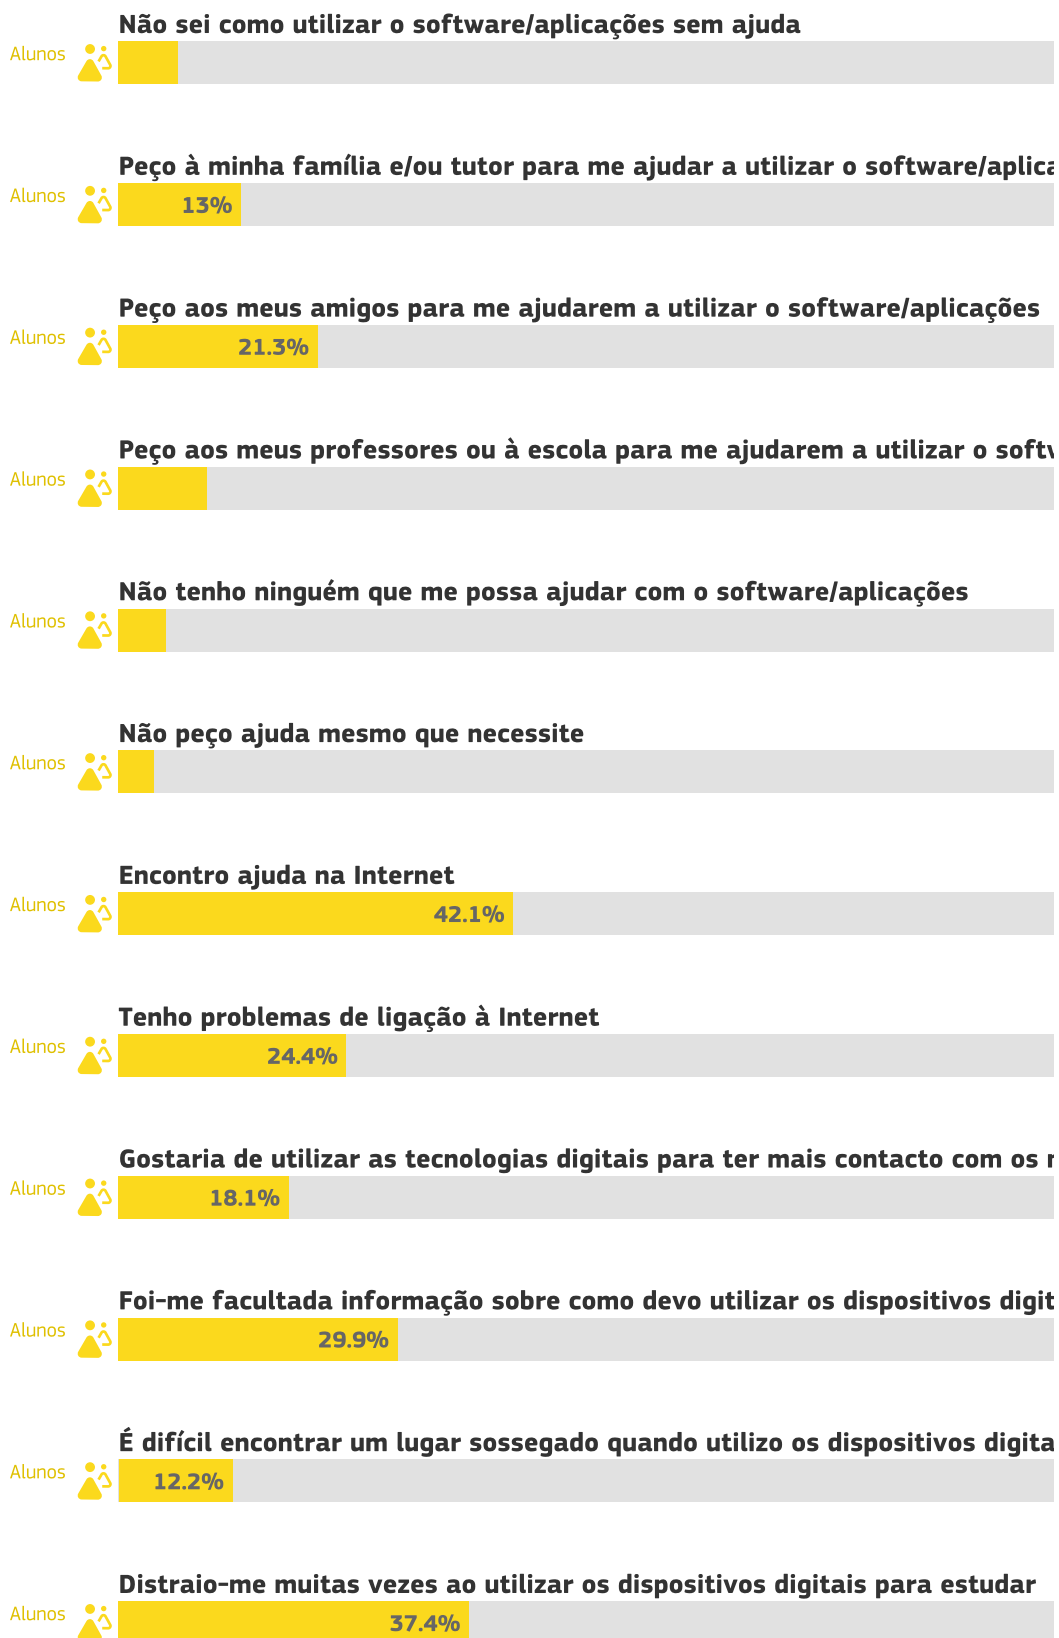 Não sei como utilizar o software/aplicações sem ajuda
Alunos
Peço à minha família e/ou tutor para me ajudar a utilizar o
Alunos
13%
Peço aos meus amigos para me ajudarem a utilizar o software/aplicações
Alunos
21.3%
Peço aos meus professores ou à escola para me ajudarem a utilizar o
Alunos
Não tenho ninguém que me possa ajudar com o software/aplicações
Alunos
Não peço ajuda mesmo que necessite
Alunos
Encontro ajuda na Internet
Alunos
42.1%
Tenho problemas de ligação à Internet
Alunos
24.4%
Gostaria de utilizar as tecnologias digitais para ter mais contacto com os
Alunos
18.1%
Foi-me facultada informação sobre como devo utilizar os dispositivos
Alunos
29.9%
É difícil encontrar um lugar sossegado quando utilizo os dispositivos
Alunos
12.2%
Distraio-me muitas vezes ao utilizar os dispositivos digitais para estudar
Alunos
37.4%